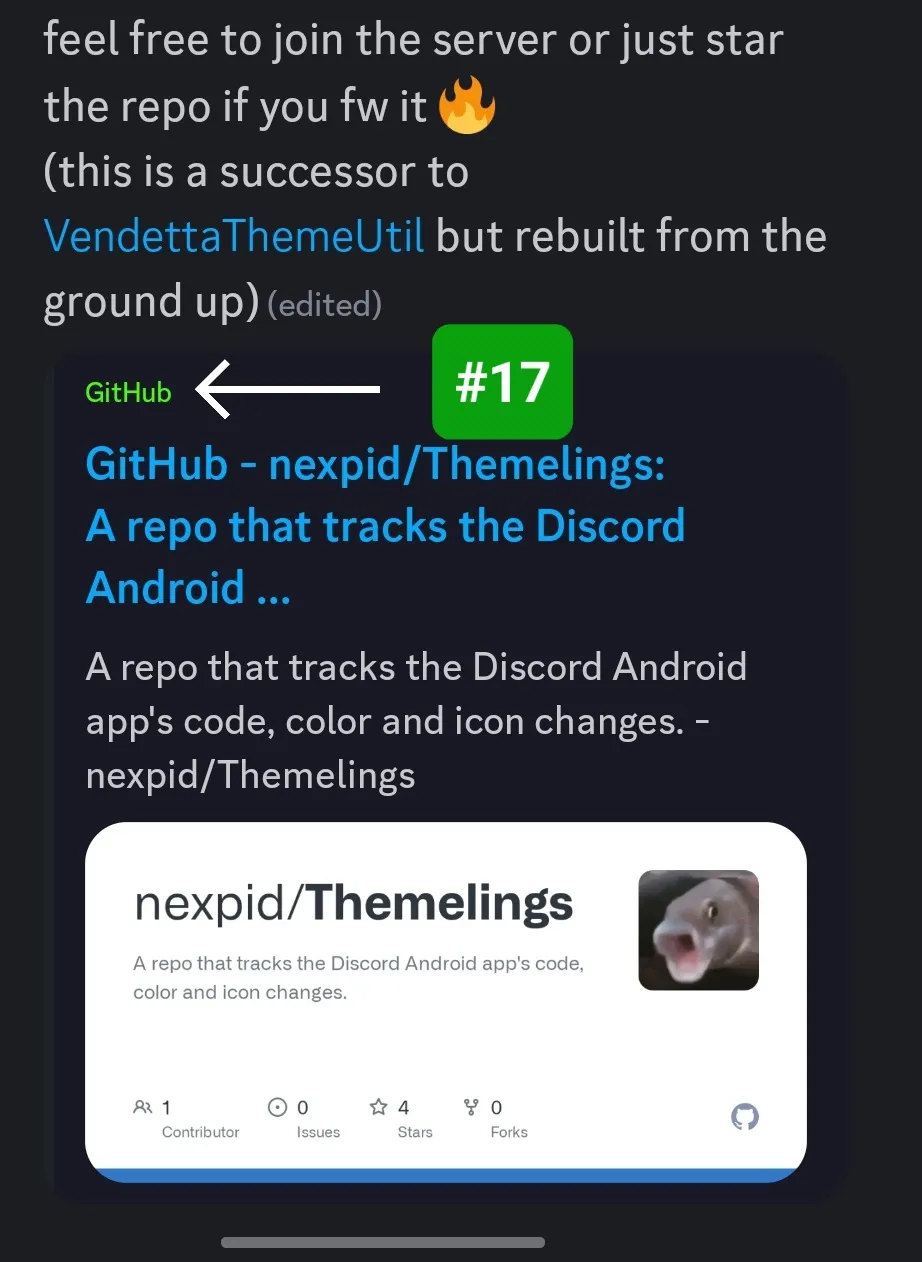 feel free to join the server or just star
the repo if you fw it 🔥
(this is a successor to
VendettaThemeUtil but rebuilt from the
ground up) (edited)
GitHub
#17
GitHub - nexpid/Themelings:
A repo that tracks the Discord
Android ...
A repo that tracks the Discord Android
app's code, color and icon changes. -
nexpid/Themelings
nexpid/Themelings
A repo that tracks the Discord Android app's code,
color and icon changes.
1 0 4 0
Contributor Issues Stars Forks